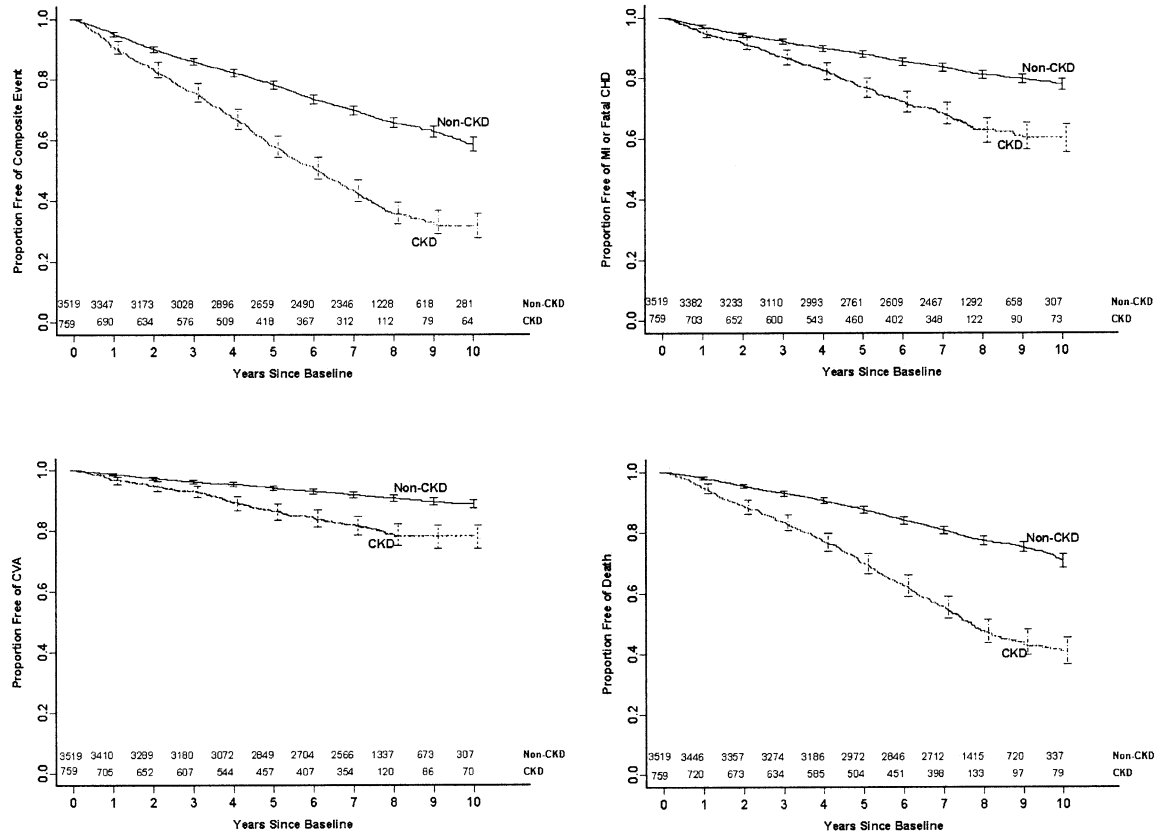 Proportion Free of Composite Event
1.0
0.8
0.6
0.4
0.2
0.0
Non-CKD
CKD
3519 3347 3173 3028 2896 2659 2490 2346 1228 618 281 Non-CKD
759 690 634 576 509 418 367 312 112 79 64 CKD
0 1 2 3 4 5 6 7 8 9 10
Years Since Baseline
Proportion Free of MI or Fatal CHD
1.0
0.8
0.6
0.4
0.2
0.0
Non-CKD
CKD
3519 3382 3233 3110 2993 2761 2609 2467 1292 658 307 Non-CKD
759 703 652 600 543 460 402 348 122 90 73 CKD
0 1 2 3 4 5 6 7 8 9 10
Years Since Baseline
Proportion Free of CVA
1.0
0.8
0.6
0.4
0.2
0.0
Non-CKD
CKD
3519 3410 3289 3180 3072 2849 2704 2566 1337 673 307 Non-CKD
759 705 652 607 544 457 407 354 120 86 70 CKD
0 1 2 3 4 5 6 7 8 9 10
Years Since Baseline
Proportion Free of Death
1.0
0.8
0.6
0.4
0.2
0.0
Non-CKD
CKD
3519 3446 3357 3274 3186 2972 2846 2712 1415 720 337 Non-CKD
759 720 673 634 585 504 451 398 133 97 79 CKD
0 1 2 3 4 5 6 7 8 9 10
Years Since Baseline